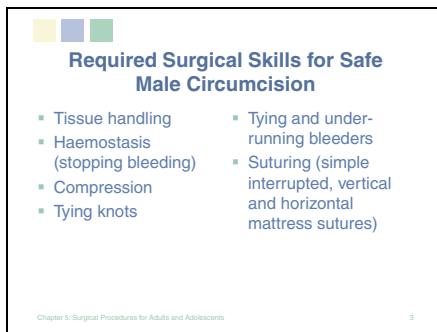 Required Surgical Skills for Safe
Male Circumcision
Tissue handling
Haemostasis
(stopping bleeding)
Compression
Tying knots
Tying and under-
running bleeders
Suturing (simple
interrupted, vertical
and horizontal
mattress sutures)
Chapter 5: Surgical Procedures for Adults and Adolescents
3